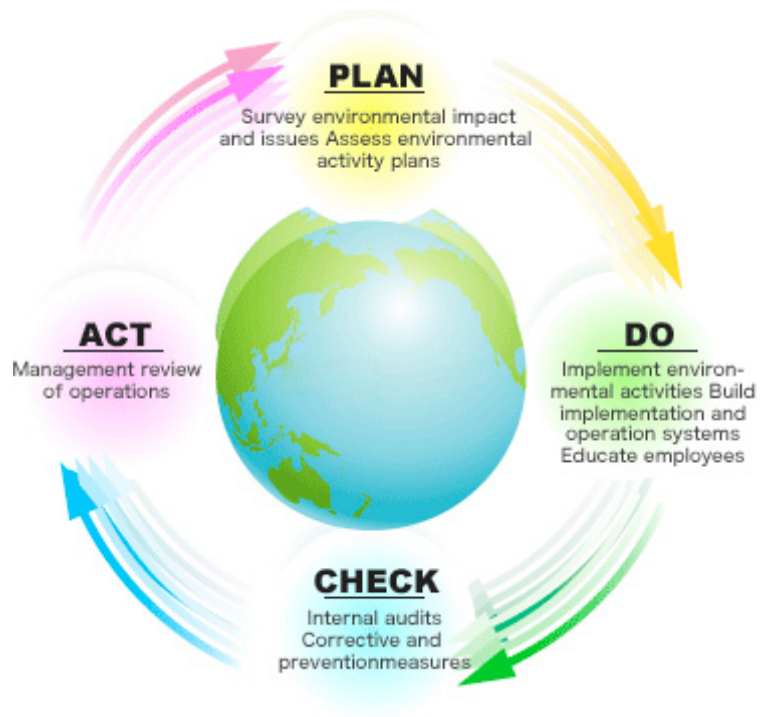 PLAN
Survey environmental impact
and issues Assess environmental
activity plans
ACT
Management review
of operations
DO
Implement environ-
mental activities Build
implementation and
operation systems
Educate employees
CHECK
Internal audits
Corrective and
preventionmeasures